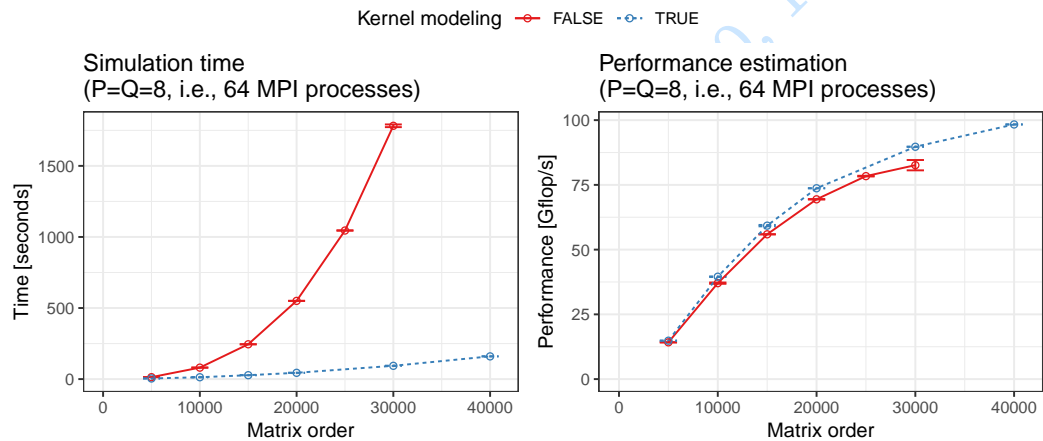 Kernel modeling FALSE TRUE
Simulation time
(P=Q=8, i.e., 64 MPI processes)
Time [seconds]
1500
1000
500
0
0 10000 20000 30000 40000
Matrix order
Performance estimation
(P=Q=8, i.e., 64 MPI processes)
Performance [Gflop/s]
100
75
50
25
0
0 10000 20000 30000 40000
Matrix order